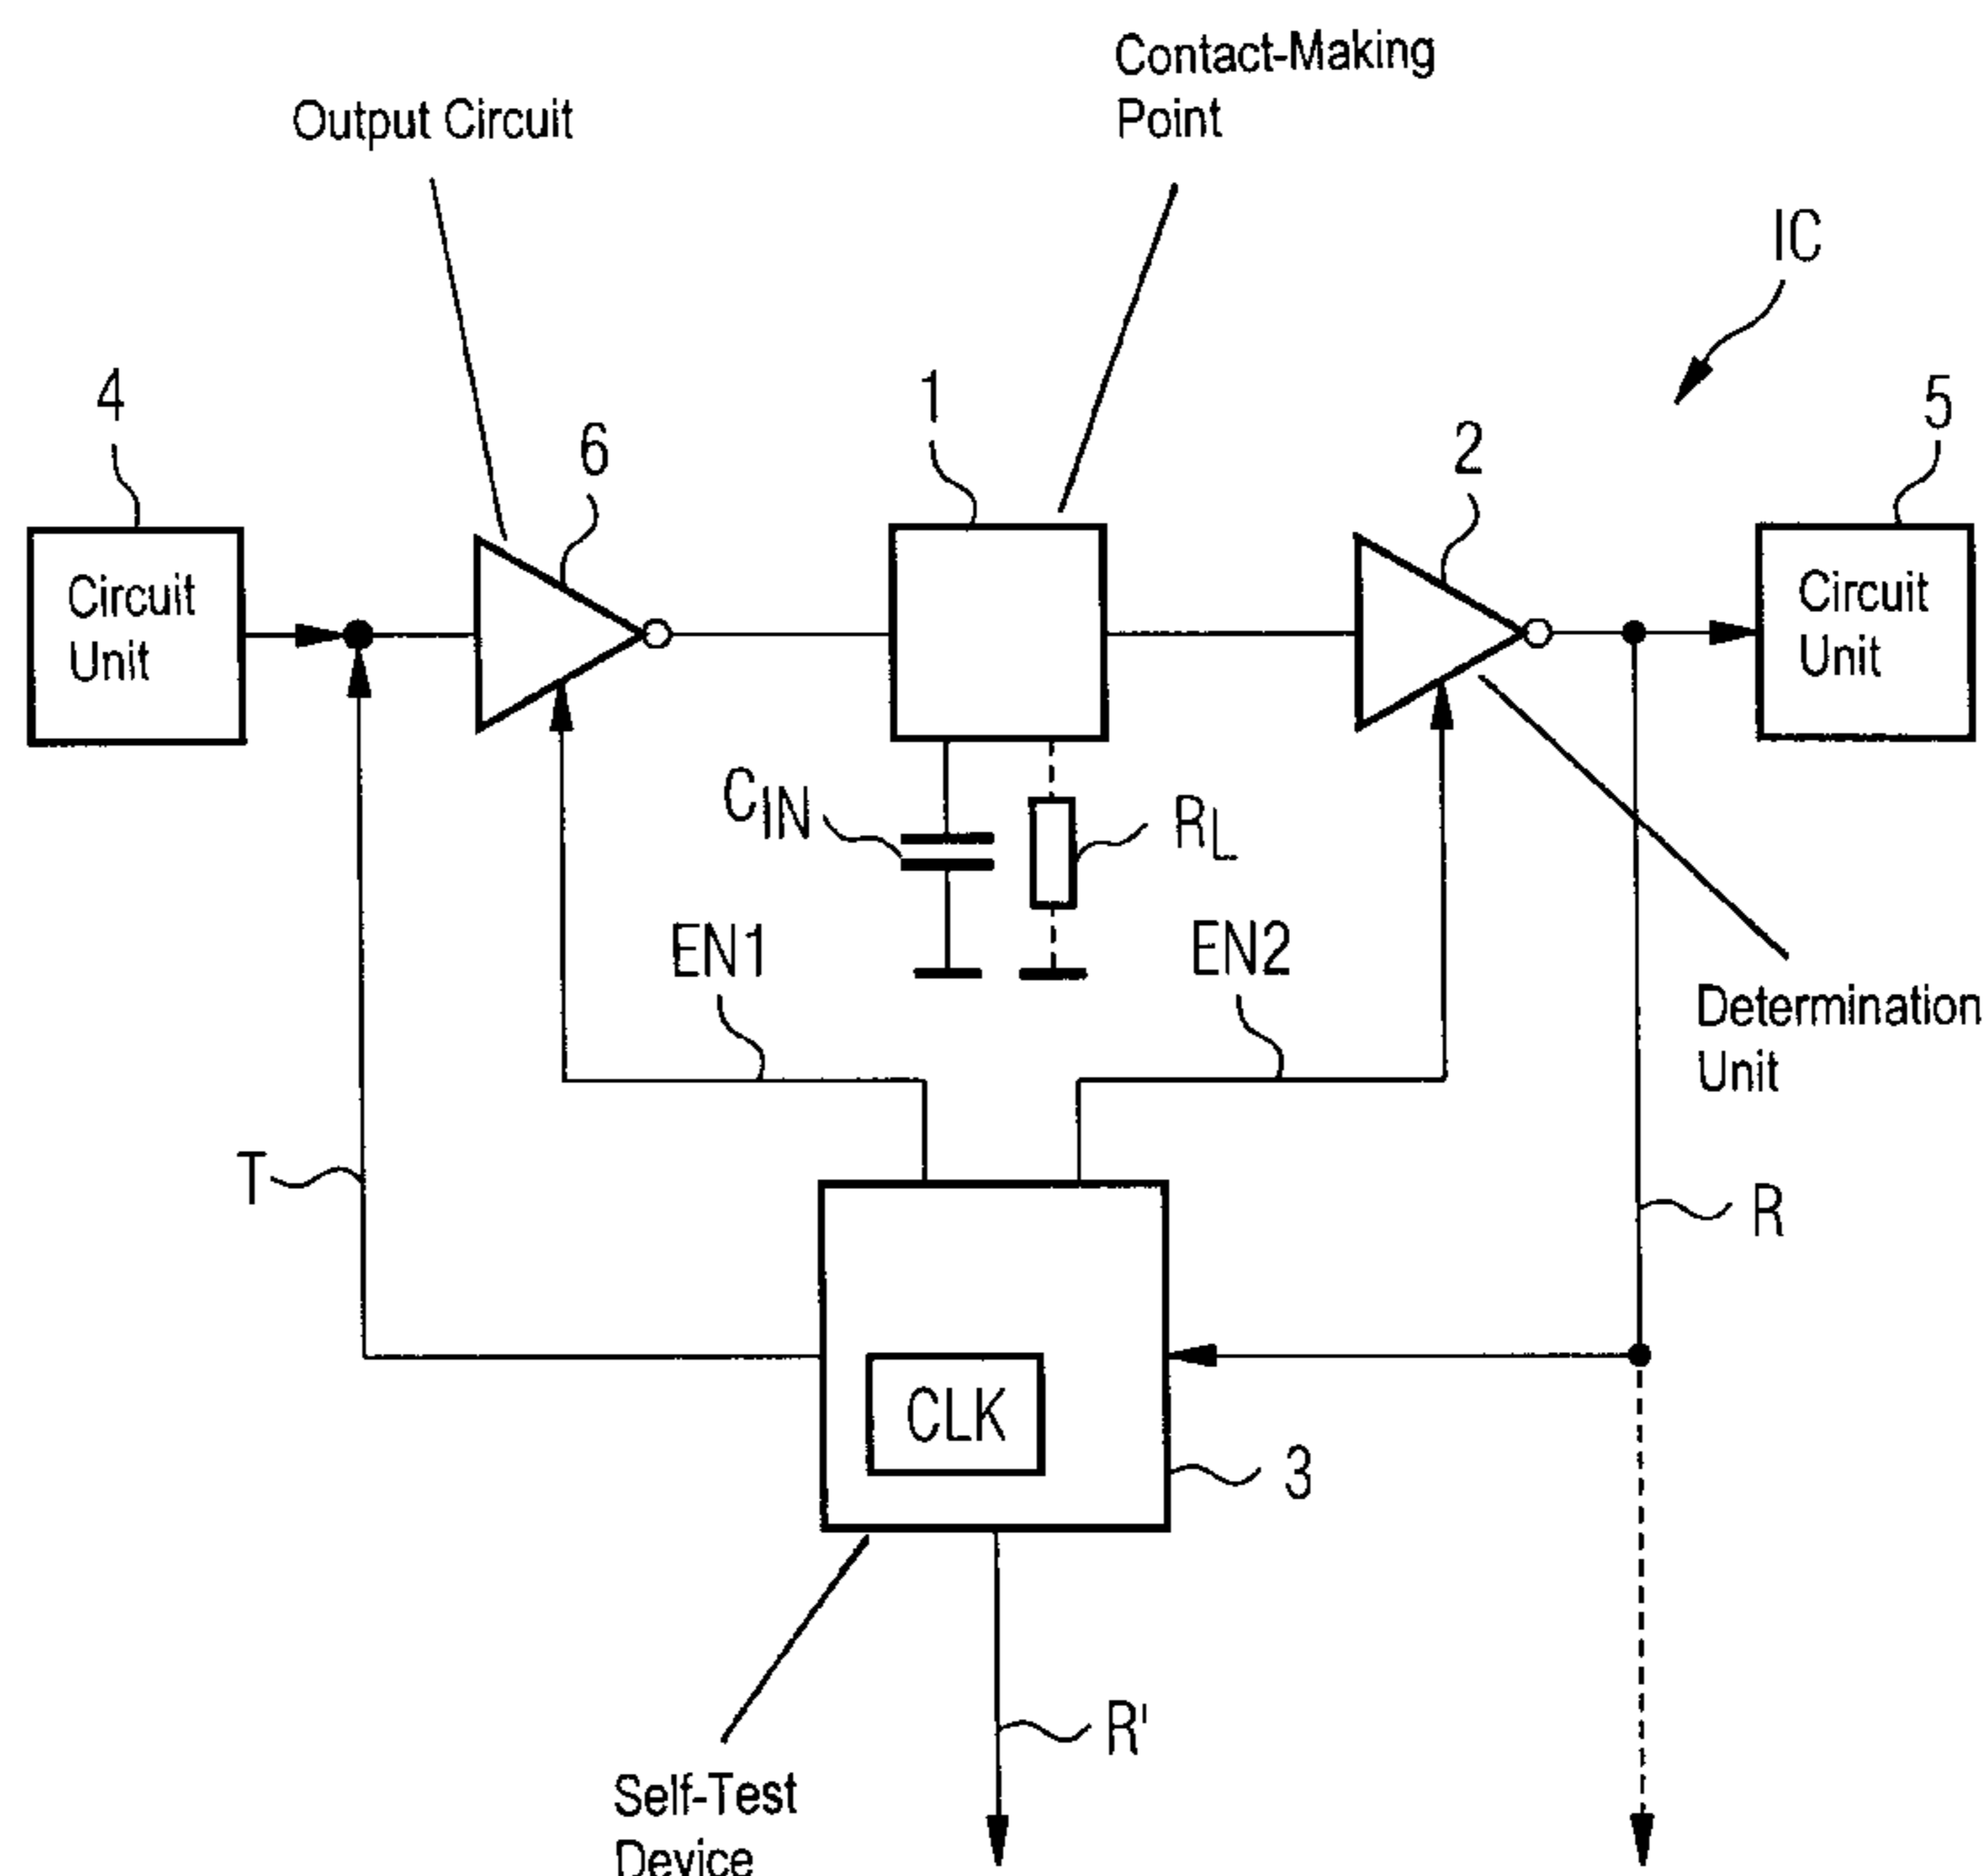 Contact-Making
Point
Output Circuit
IC
4
6
1
2
5
Circuit
Unit
Circuit
Unit
CIN
RL
EN1
EN2
Determination
Unit
T
R
CLK
3
R'
Self-Test
Device